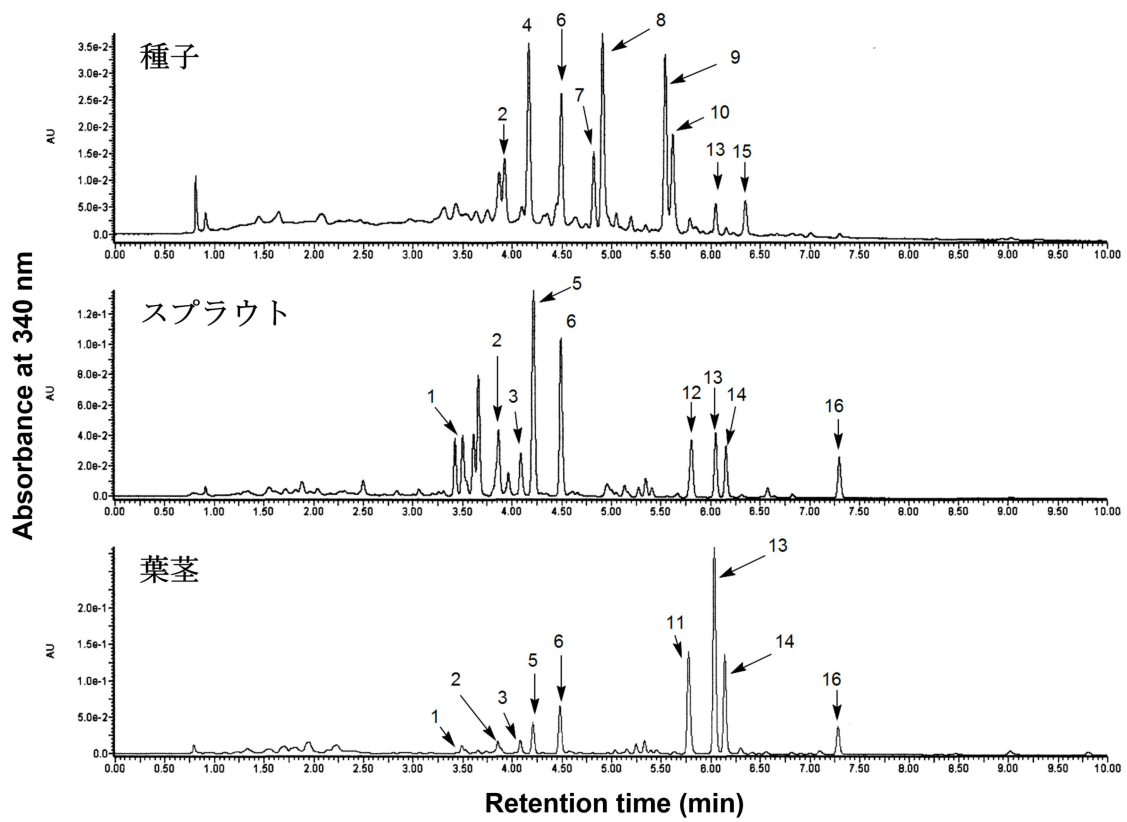 種子
4
6
8
9
2
7
10
13
15
3.5e-2
3.0e-2
2.5e-2
2.0e-2
1.5e-2
1.0e-2
5.0e-3
0.0
AU
0.00 0.50 1.00 1.50 2.00 2.50 3.00 3.50 4.00 4.50 5.00 5.50 6.00 6.50 7.00 7.50 8.00 8.50 9.00 9.50 10.00
スプラウト
5
6
2
1
3
12
13
14
16
1.2e-1
1.0e-1
8.0e-2
6.0e-2
4.0e-2
2.0e-2
0.0
AU
0.00 0.50 1.00 1.50 2.00 2.50 3.00 3.50 4.00 4.50 5.00 5.50 6.00 6.50 7.00 7.50 8.00 8.50 9.00 9.50 10.00
葉茎
13
11
14
6
5
2
3
1
16
2.0e-1
1.5e-1
1.0e-1
5.0e-2
0.0
AU
0.00 0.50 1.00 1.50 2.00 2.50 3.00 3.50 4.00 4.50 5.00 5.50 6.00 6.50 7.00 7.50 8.00 8.50 9.00 9.50 10.00
Absorbance at 340 nm
Retention time (min)